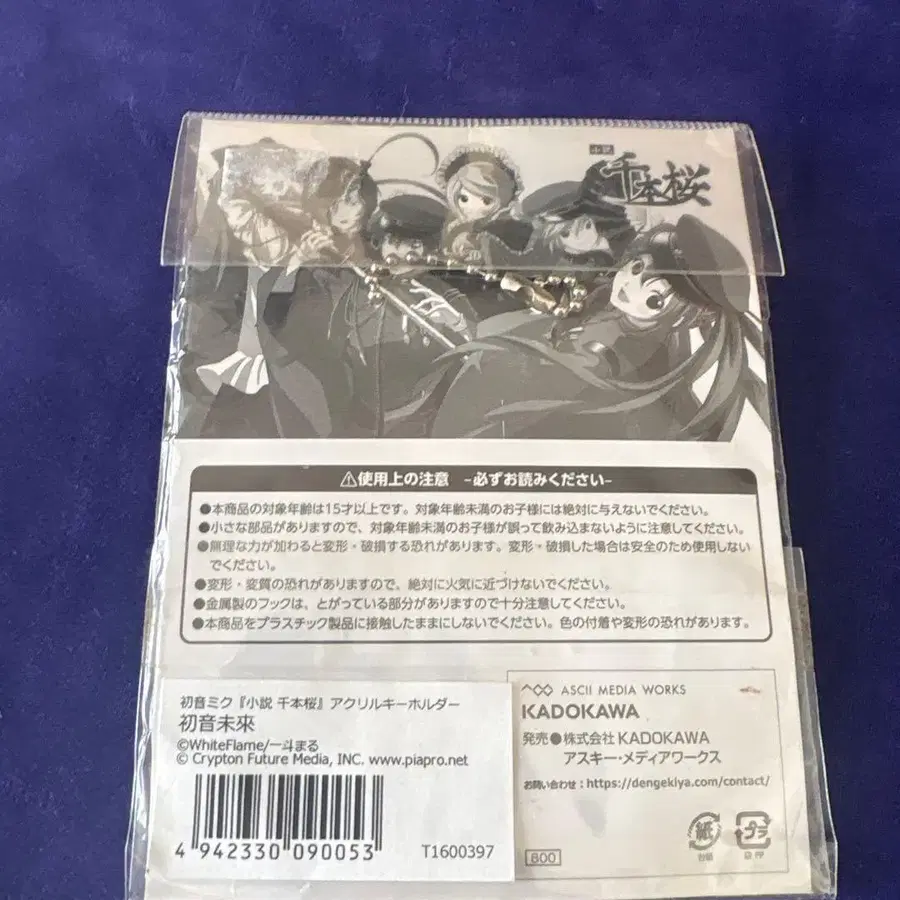 小説
千本桜
⚠使用上の注意 -必ずお読みください-
●本商品の対象年齢は15才以上です。対象年齢未満のお子様には絶対に与えないでください。
●小さな部品がありますので、対象年齢未満のお子様が誤って飲み込まないように注意してください。
●無理な力が加わると変形・破損する恐れがあります。変形・破損した場合は安全のため使用しない
でください。
●変形・変質の恐れがありますので、絶対に火気に近づけないでください。
●金属製のフックは、とがっている部分がありますので十分注意してください。
●本商品をプラスチック製品に接触したままにしないでください。色の付着や変形の恐れがあります。
初音ミク『小説 千本桜』アクリルキーホルダー
初音未來
©WhiteFlame/一斗まる
© Crypton Future Media, INC. www.piapro.net
4 942330 090053
T1600397
ASCII MEDIA WORKS
KADOKAWA
発売●株式会社 KADOKAWA
アスキー・メディアワークス
お問い合わせ：https://dengekiya.com/contact/
800
紙
台紙
プラ
袋:PP